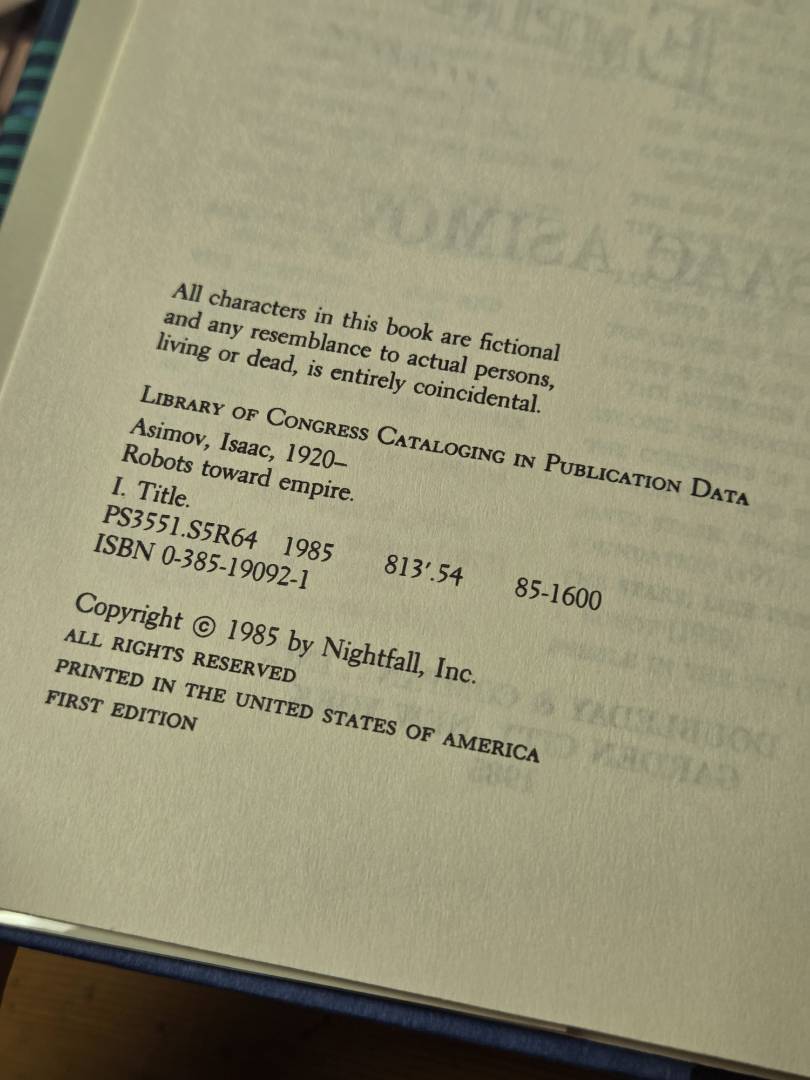 All characters in this book are fictional
and any resemblance to actual persons,
living or dead, is entirely coincidental.
LIBRARY OF CONGRESS CATALOGING IN PUBLICATION DATA
Asimov, Isaac, 1920–
Robots toward empire.
I. Title.
PS3551.S5R64 1985 813′.54 85-1600
ISBN 0-385-19092-1
Copyright © 1985 by Nightfall, Inc.
ALL RIGHTS RESERVED
PRINTED IN THE UNITED STATES OF AMERICA
FIRST EDITION